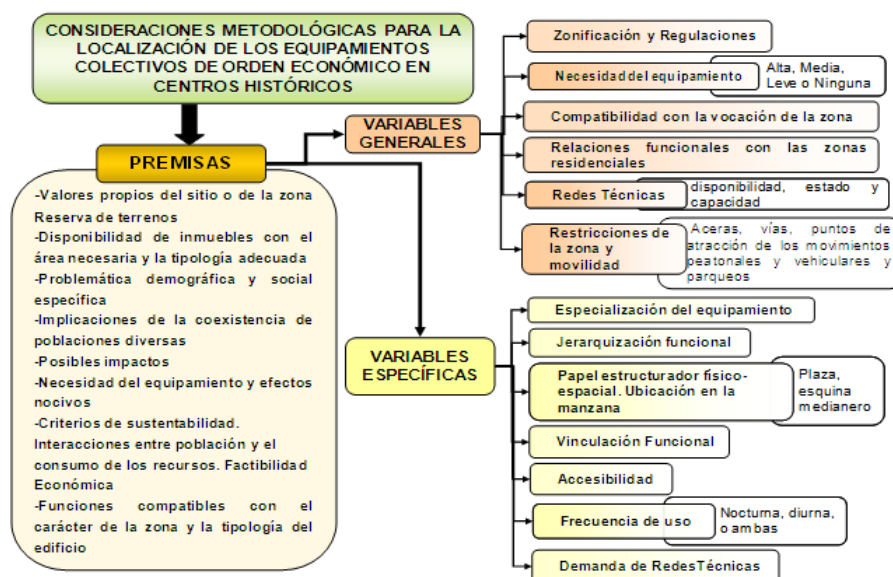 CONSIDERACIONES METODOLÓGICAS PARA LA
LOCALIZACIÓN DE LOS EQUIPAMIENTOS
COLECTIVOS DE ORDEN ECONÓMICO EN
CENTROS HISTÓRICOS
PREMISAS
-Valores propios del sitio o de la zona
Reserva de terrenos
-Disponibilidad de inmuebles con el
área necesaria y la tipología adecuada
-Problemática demográfica y social
específica
-Implicaciones de la coexistencia de
poblaciones diversas
-Posibles impactos
-Necesidad del equipamiento y efectos
nocivos
-Criterios de sustentabilidad.
Interacciones entre población y el
consumo de los recursos. Factibilidad
Económica
-Funciones compatibles con el
carácter de la zona y la tipología del
edificio
VARIABLES
GENERALES
Zonificación y Regulaciones
Necesidad del equipamiento
Alta, Media,
Leve o Ninguna
Compatibilidad con la vocación de la zona
Relaciones funcionales con las zonas
residenciales
Redes Técnicas
disponibilidad, estado y
capacidad
Restricciones de
la zona y
movilidad
Aceras, vías, puntos de
atracción de los movimientos
peatonales y vehiculares y
parqueos
VARIABLES
ESPECÍFICAS
Especialización del equipamiento
Jerarquización funcional
Papel estructurador físico-
espacial. Ubicación en la
manzana
Plaza,
esquina
medianero
Vinculación Funcional
Accesibilidad
Frecuencia de uso
Nocturna, diurna,
o ambas
Demanda de Redes Técnicas